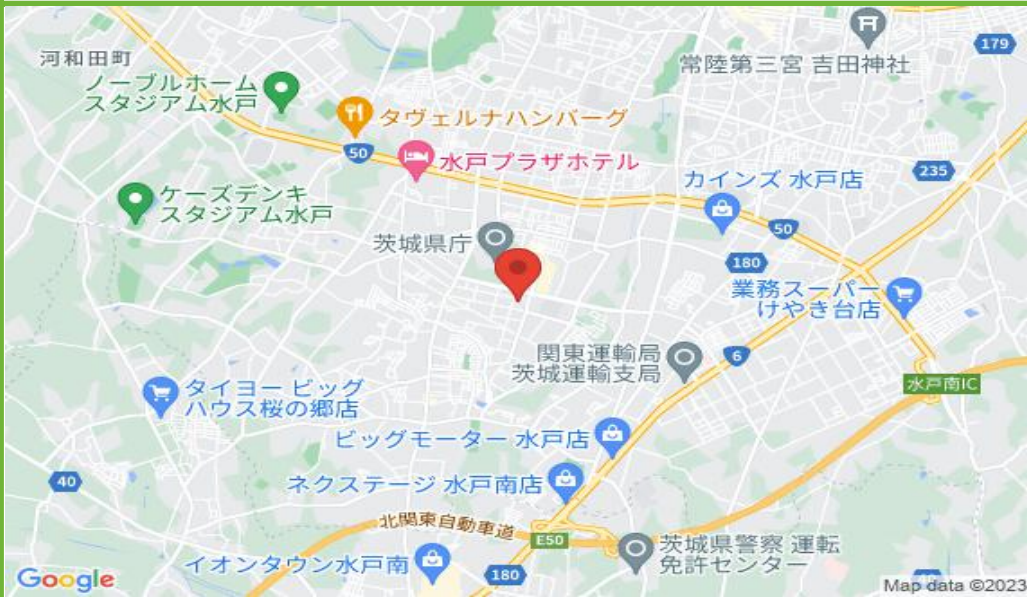 179
河和田町
常陸第三宮 吉田神社
ノーブルホーム
スタジアム水戸
タヴェルナハンバーグ
50
水戸プラザホテル
235
カインズ 水戸店
ケーズデンキ
スタジアム水戸
50
茨城県庁
180
業務スーパー
けやき台店
関東運輸局
茨城運輸支局
6
水戸南IC
タイヨー ビッグ
ハウス桜の郷店
ビッグモーター 水戸店
40
ネクステージ 水戸南店
北関東自動車道
E50
茨城県警察 運転
免許センター
イオンタウン水戸南
180
Google
Map data ©2023